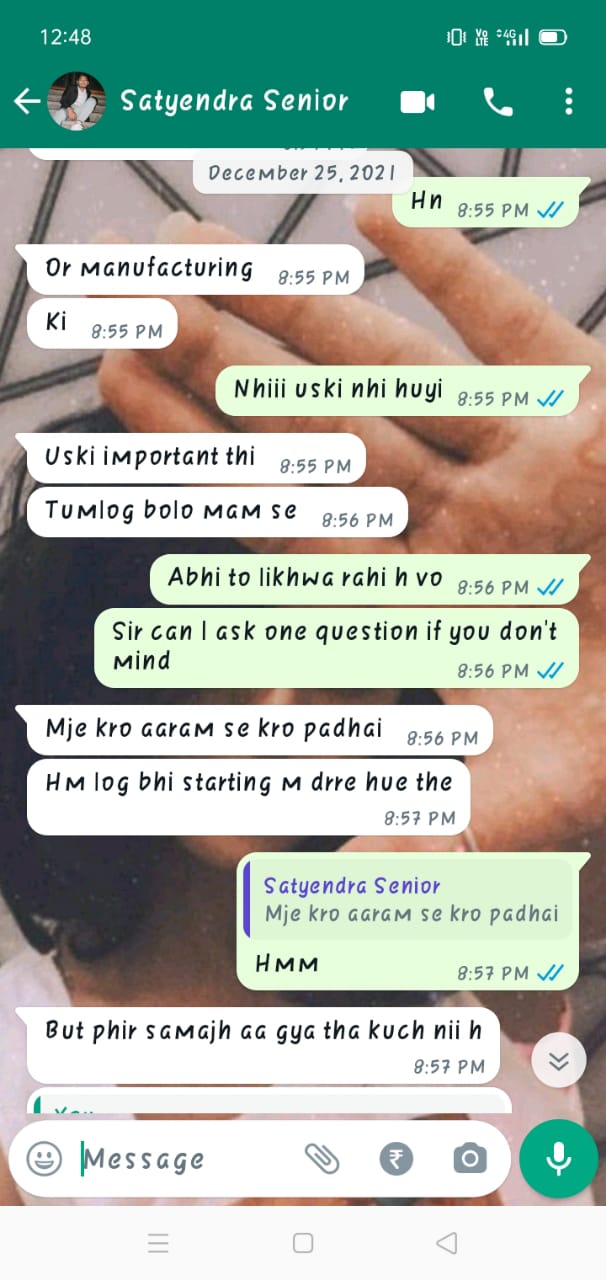 12:48
VO LTE 4G
Satyendra Senior
December 25, 2021
Hn 8:55 PM
Or manufacturing 8:55 PM
Ki 8:55 PM
Nhiii uski nhi huyi 8:55 PM
Uski important thi 8:55 PM
Tumlog bolo mam se 8:56 PM
Abhi to likhwa rahi h vo 8:56 PM
Sir can I ask one question if you don't
mind 8:56 PM
Mje kro aaram se kro padhai 8:56 PM
Hm log bhi starting m drre hue the
8:57 PM
Satyendra Senior
Mje kro aaram se kro padhai
Hmm 8:57 PM
But phir samajh aa gya tha kuch nii h
8:57 PM
Message
₹